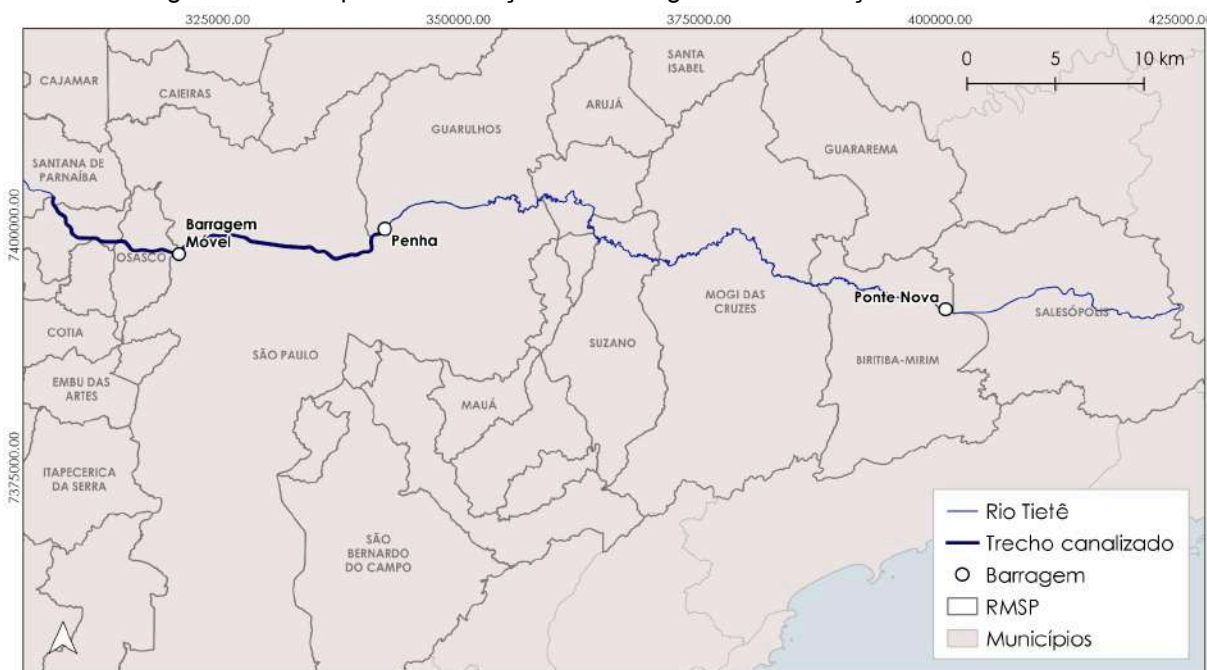 325000.00
350000.00
375000.00
400000.00
425000.00
0 5 10 km
CAJAMAR
CAIEIRAS
SANTA
ISABEL
ARUJÁ
GUARULHOS
GUARAREMA
SANTANA DE
PARNAÍBA
7400000.00
Barragem
Móvel
Penha
OSASCO
Ponte Nova
MOGI DAS
CRUZES
SALESÓPOLIS
COTIA
SÃO PAULO
SUZANO
BIRITIBA-MIRIM
EMBU DAS
ARTES
MAUÁ
7375000.00
ITAPECERICA
DA SERRA
SÃO
BERNARDO
DO CAMPO
Rio Tietê
Trecho canalizado
Barragem
RMSP
Municípios